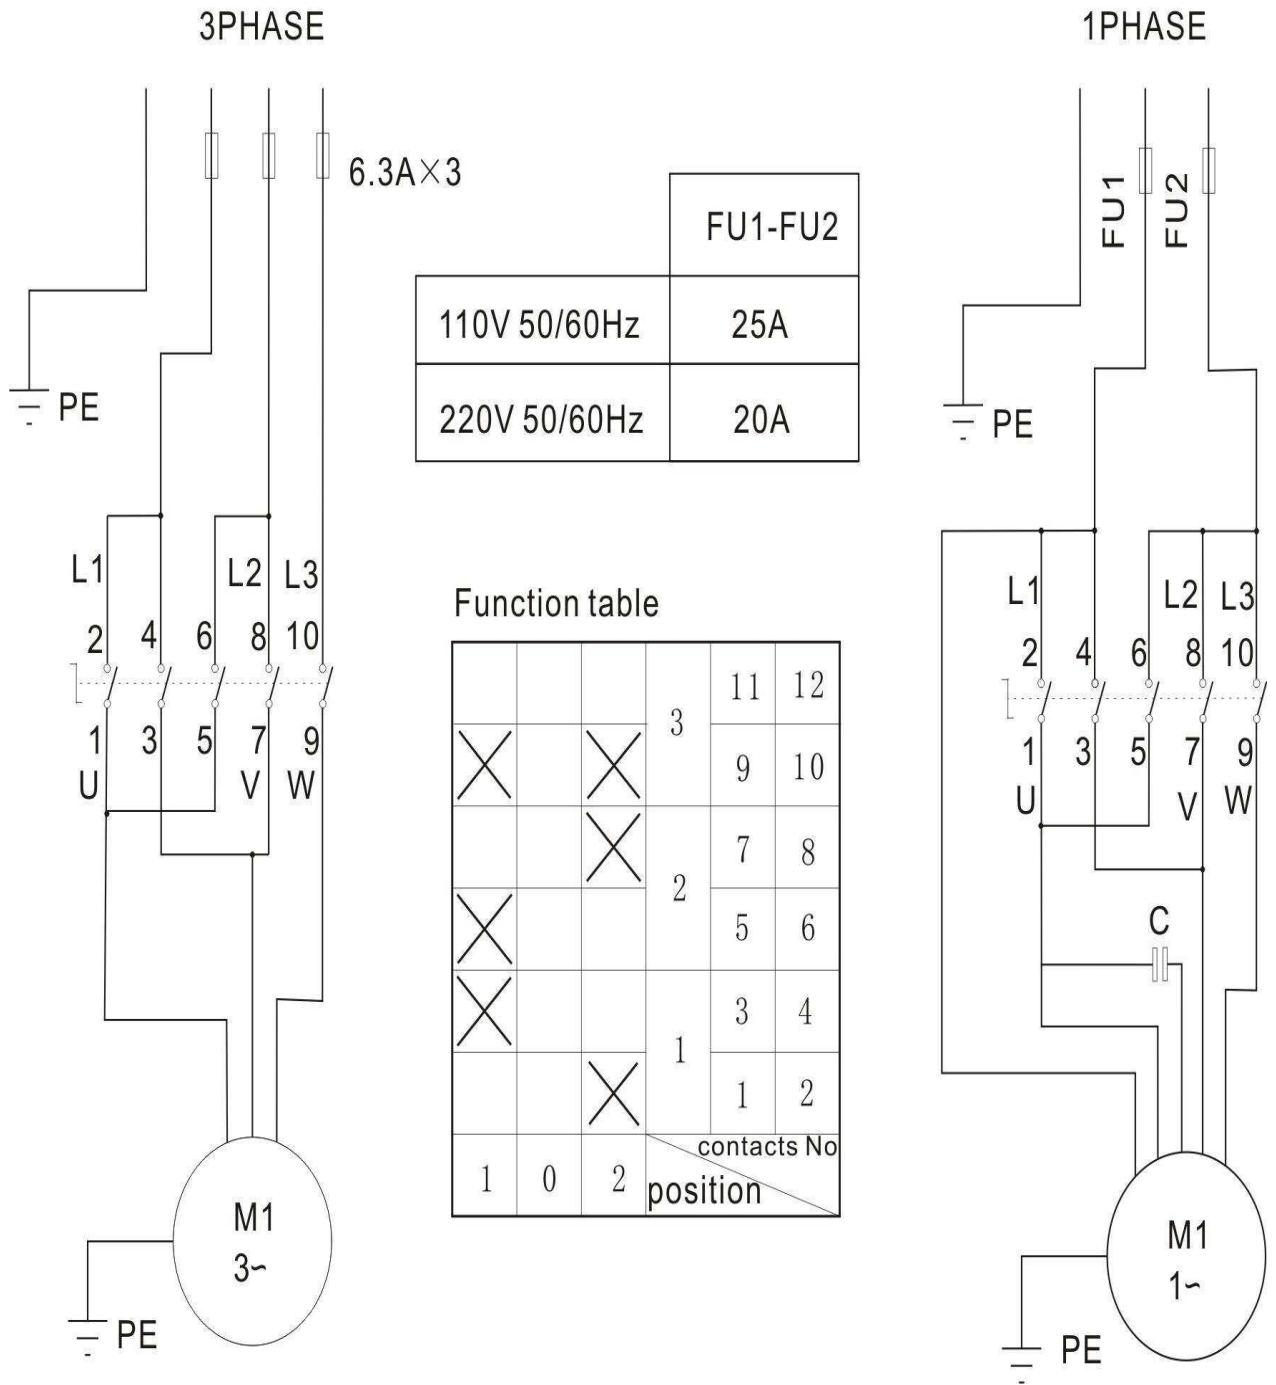 3PHASE
1PHASE
6.3A×3
FU1
FU2
FU1-FU2
110V 50/60Hz 25A
220V 50/60Hz 20A
PE
PE
L1 L2 L3
2 4 6 8 10
1 3 5 7 9
U V W
Function table
3 11 12
9 10
7 8
2
5 6
3 4
1
1 2
contacts No
1 0 2 position
L1 L2 L3
2 4 6 8 10
1 3 5 7 9
U V W
C
M1
3~
PE
M1
1~
PE